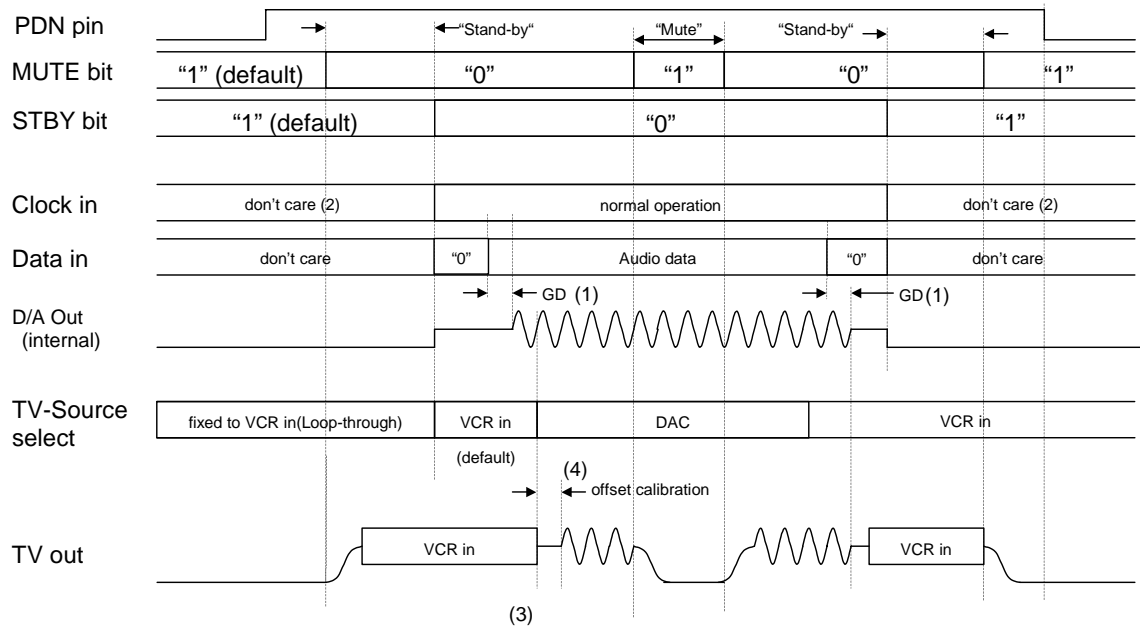 PDN pin
“Stand-by“ “Mute” “Stand-by“
MUTE bit
“1” (default) “0” “1” “0” “1”
STBY bit
“1” (default) “0” “1”
Clock in
don’t care (2) normal operation don’t care (2)
Data in
don’t care “0” Audio data “0” don’t care
GD (1) GD (1)
D/A Out
(internal)
TV-Source
select
fixed to VCR in(Loop-through) VCR in DAC VCR in
(default)
(4)
offset calibration
TV out
VCR in VCR in
(3)